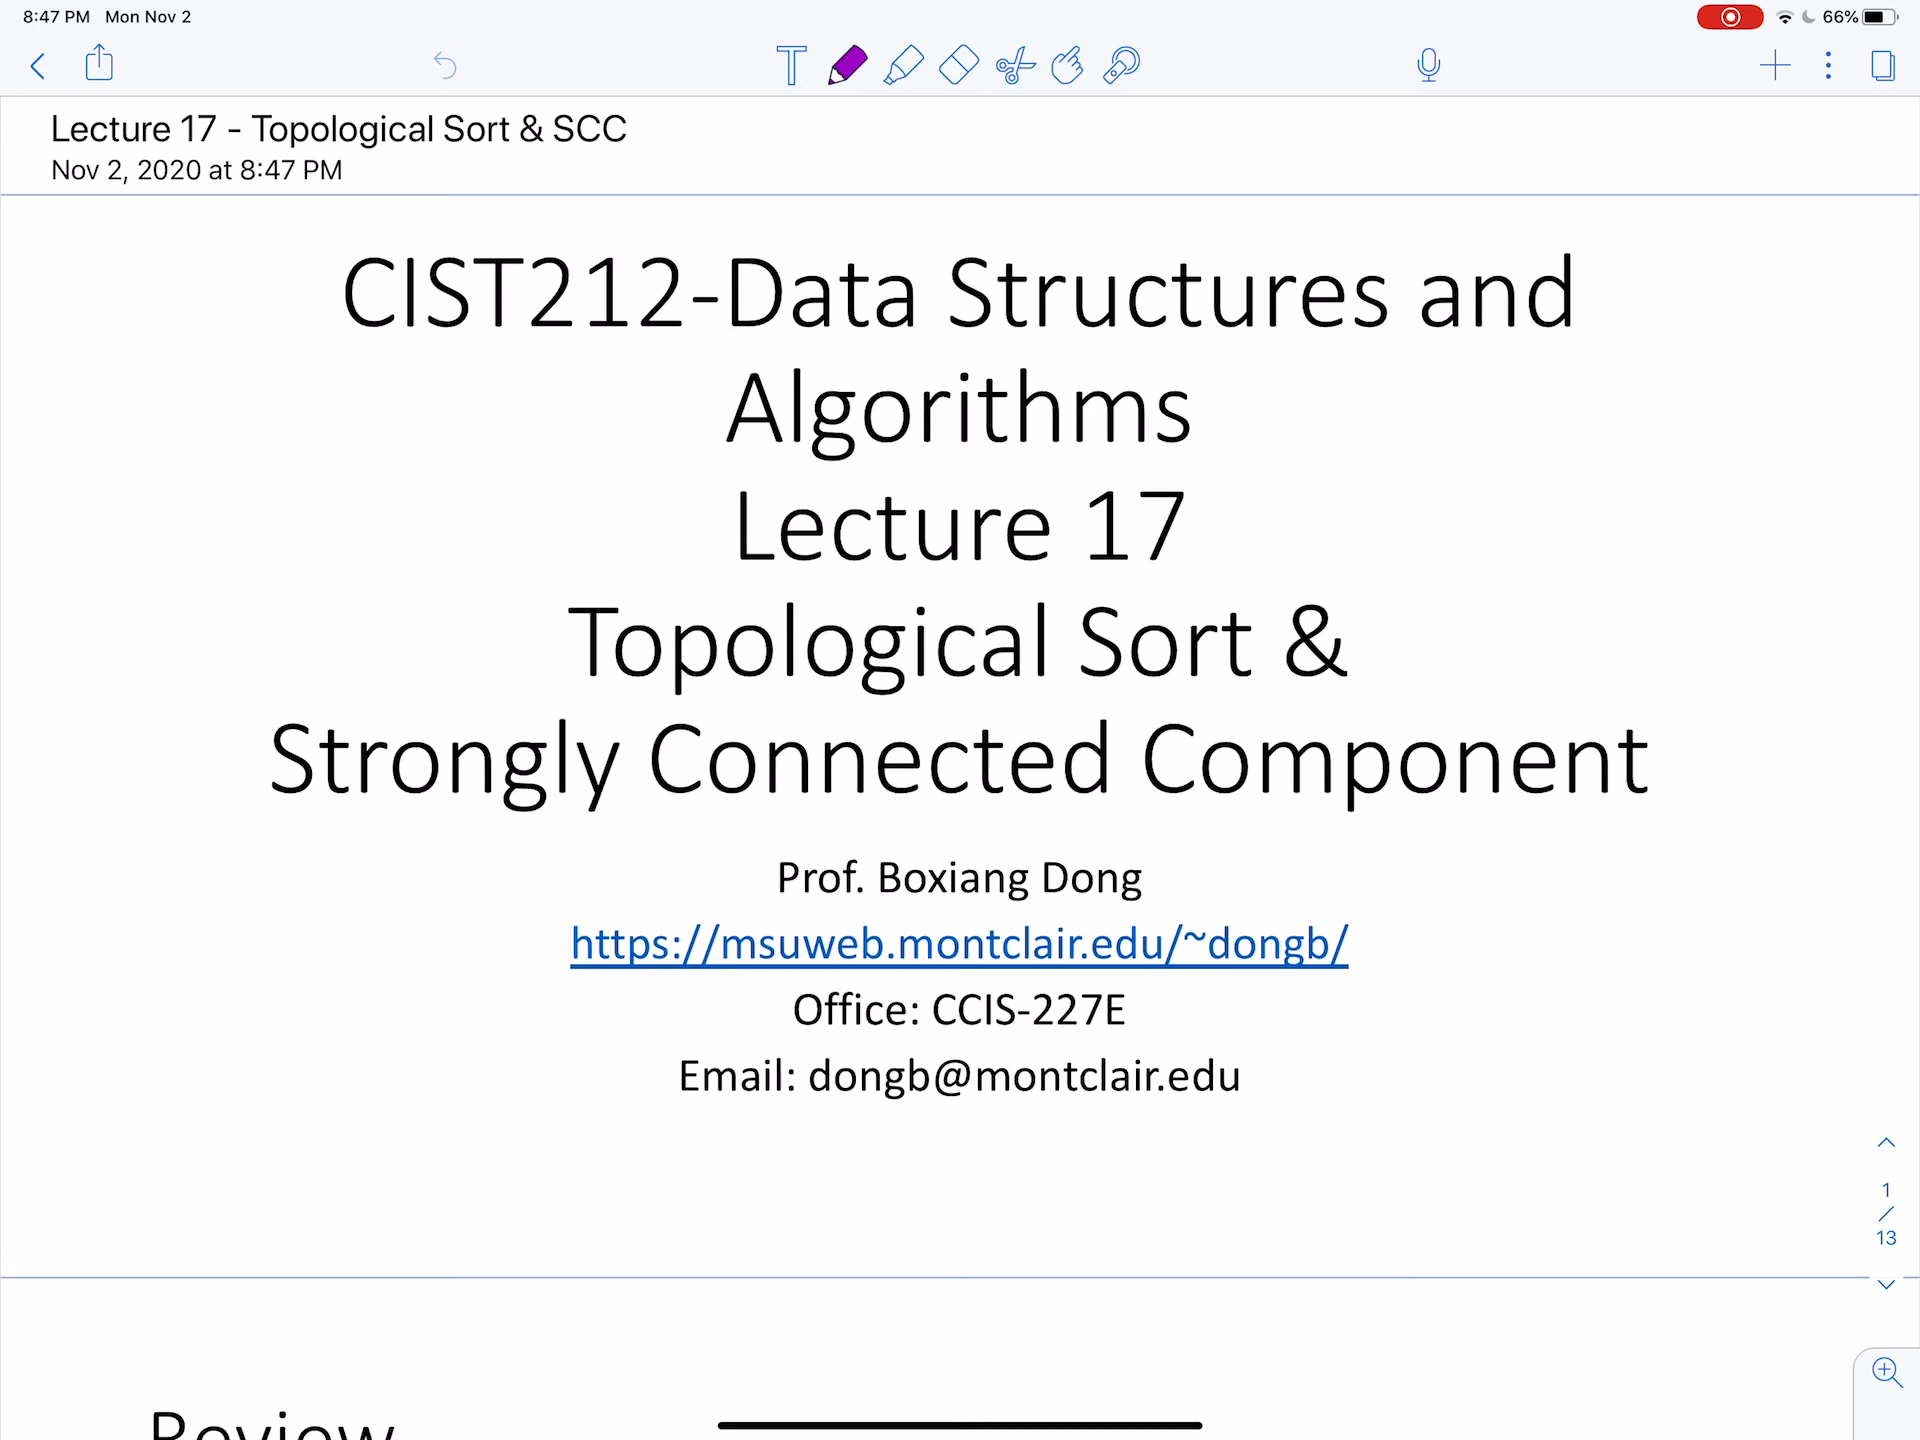 8:47 PM Mon Nov 2
66%
T
Lecture 17 - Topological Sort & SCC
Nov 2, 2020 at 8:47 PM
CIST212-Data Structures and
Algorithms
Lecture 17
Topological Sort &
Strongly Connected Component
Prof. Boxiang Dong
https://msuweb.montclair.edu/~dongb/
Office: CCIS-227E
Email: dongb@montclair.edu
1
/
13
Review